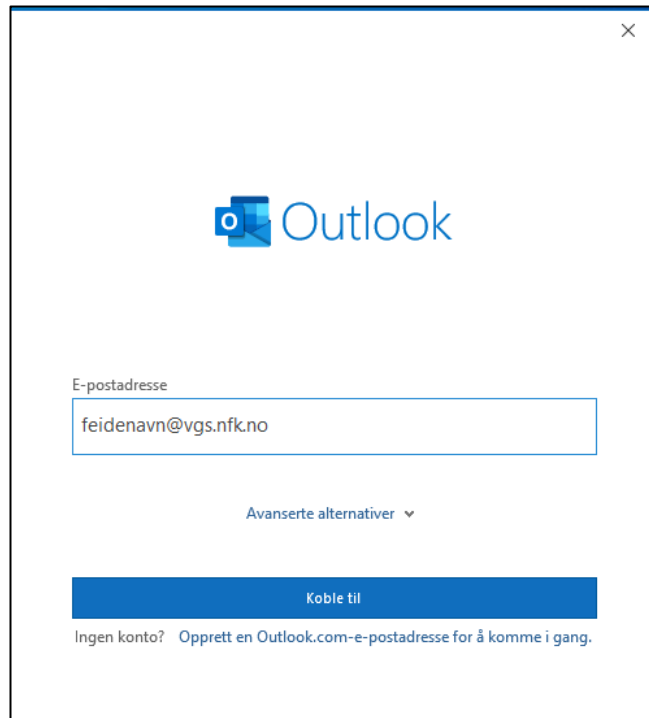 Outlook
E-postadresse
feidenavn@vgs.nfk.no
Avanserte alternativer
Koble til
Ingen konto? Opprett en Outlook.com-e-postadresse for å komme i gang.